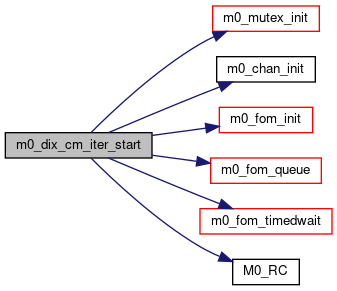 m0_mutex_init
m0_chan_init
m0_fom_init
m0_dix_cm_iter_start
m0_fom_queue
m0_fom_timedwait
M0_RC